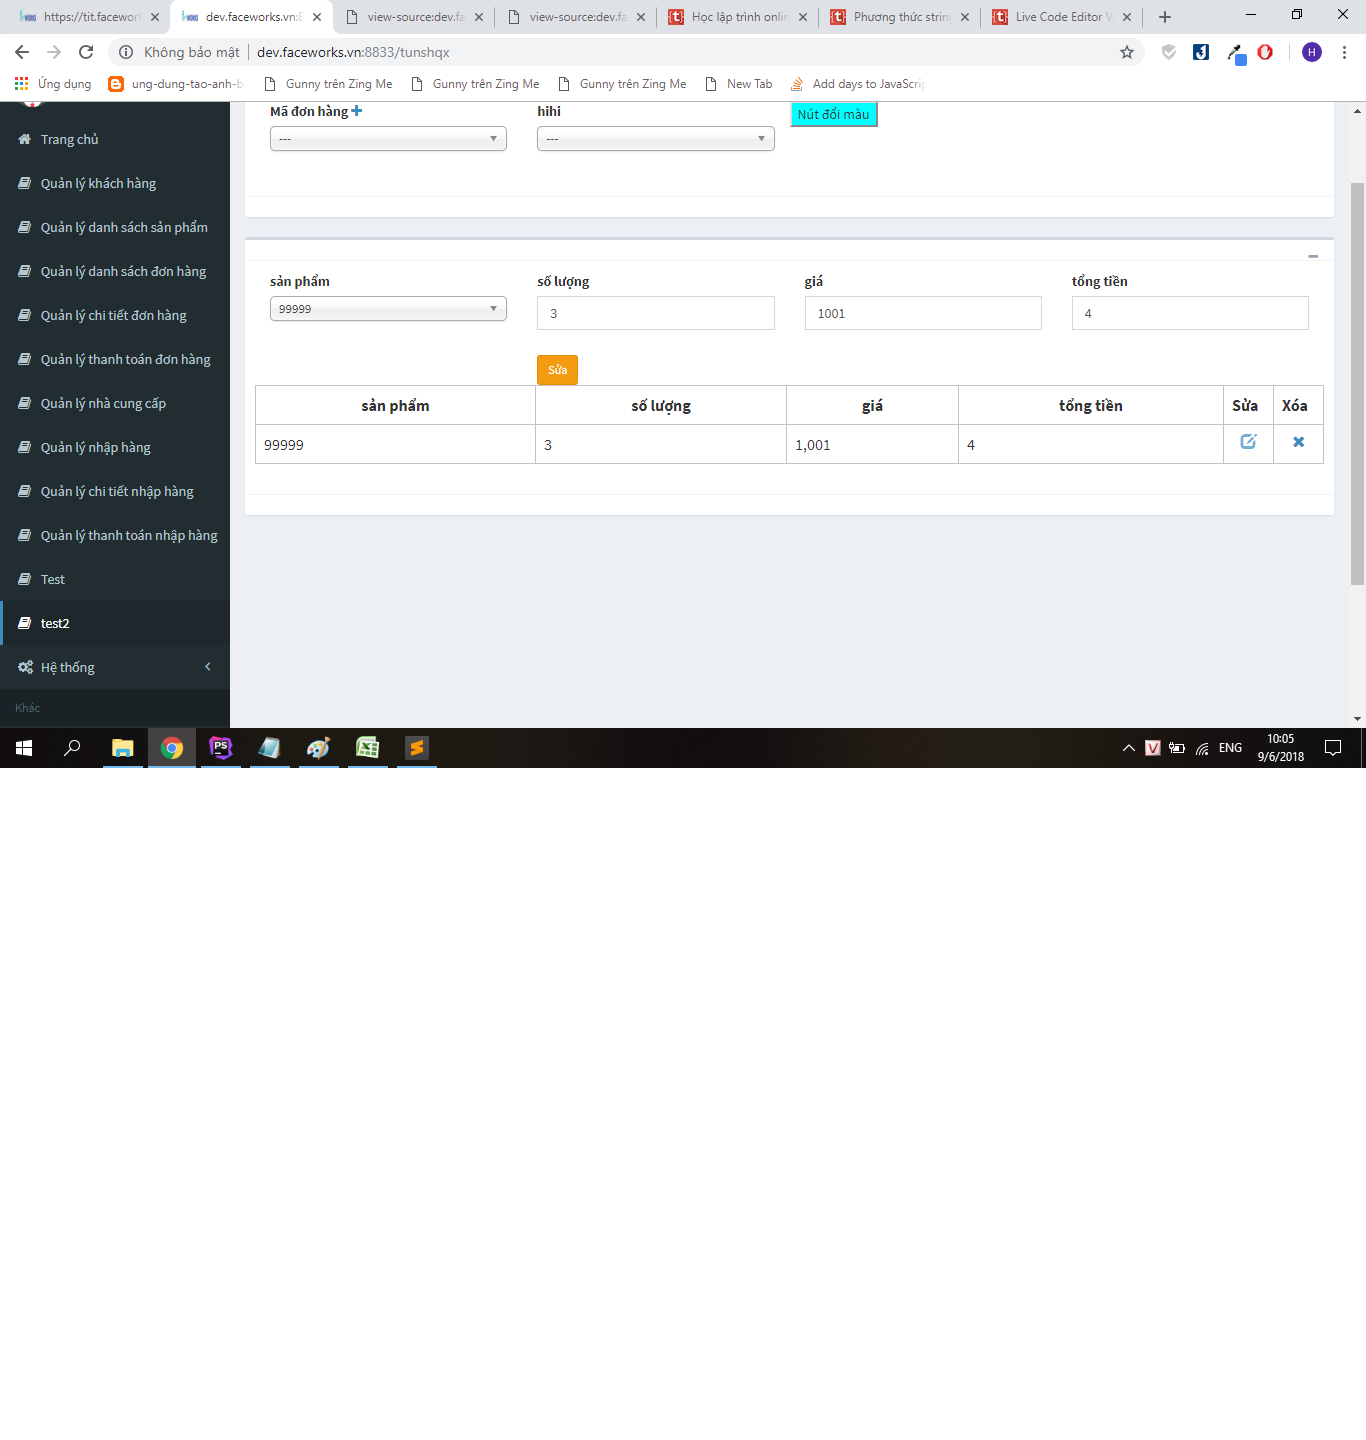 https://tit.facework
dev.faceworks.vn:8
view-source:dev.fa
view-source:dev.fa
Học lập trình onlin
Phương thức strin
Live Code Editor V
Không bảo mật
dev.faceworks.vn:8833/tunshqx
H
Ứng dụng
ung-dung-tao-anh-b
Gunny trên Zing Me
Gunny trên Zing Me
Gunny trên Zing Me
New Tab
Add days to JavaScrip
Trang chủ
Quản lý khách hàng
Quản lý danh sách sản phẩm
Quản lý danh sách đơn hàng
Quản lý chi tiết đơn hàng
Quản lý thanh toán đơn hàng
Quản lý nhà cung cấp
Quản lý nhập hàng
Quản lý chi tiết nhập hàng
Quản lý thanh toán nhập hàng
Test
test2
Hệ thống
Khác
Mã đơn hàng
---
hihi
---
Nút đổi màu
sản phẩm
99999
số lượng
3
giá
1001
tổng tiền
4
Sửa
sản phẩm số lượng giá tổng tiền Sửa Xóa
99999 3 1,001 4
ENG
10:05
9/6/2018